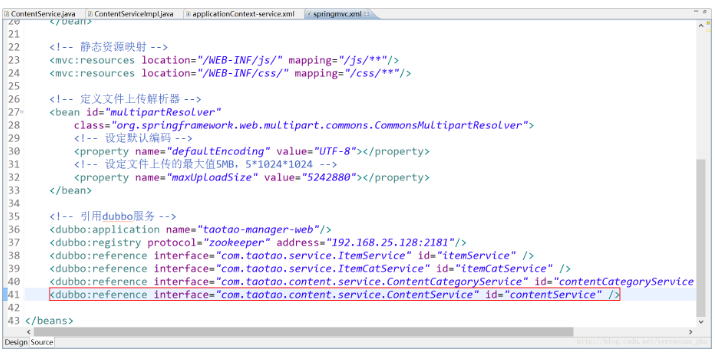 ContentService.java ContentServiceImpl.java applicationContext-service.xml springmvc.xml
20 </bean>
21
22 <!-- 静态资源映射 -->
23 <mvc:resources location="/WEB-INF/js/" mapping="/js/**"/>
24 <mvc:resources location="/WEB-INF/css/" mapping="/css/**"/>
25
26 <!-- 定义文件上传解析器 -->
27 <bean id="multipartResolver"
28 class="org.springframework.web.multipart.commons.CommonsMultipartResolver">
29 <!-- 设定默认编码 -->
30 <property name="defaultEncoding" value="UTF-8"></property>
31 <!-- 设定文件上传的最大值5MB，5*1024*1024 -->
32 <property name="maxUploadSize" value="5242880"></property>
33 </bean>
34
35 <!-- 引用dubbo服务 -->
36 <dubbo:application name="taotao-manager-web"/>
37 <dubbo:registry protocol="zookeeper" address="192.168.25.128:2181"/>
38 <dubbo:reference interface="com.taotao.service.ItemService" id="itemService" />
39 <dubbo:reference interface="com.taotao.service.ItemCatService" id="itemCatService" />
40 <dubbo:reference interface="com.taotao.content.service.ContentCategoryService" id="contentCategoryService
41 <dubbo:reference interface="com.taotao.content.service.ContentService" id="contentService" />
42
43 </beans>
Design Source